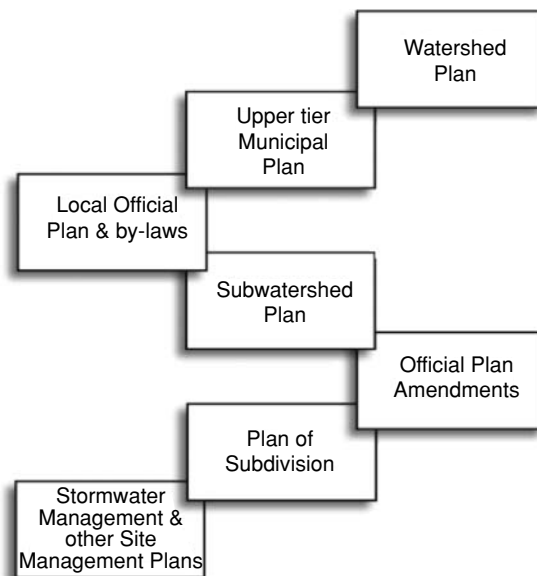 Watershed
Plan
Upper tier
Municipal
Plan
Local Official
Plan & by-laws
Subwatershed
Plan
Official Plan
Amendments
Plan of
Subdivision
Stormwater
Management &
other Site
Management Plans